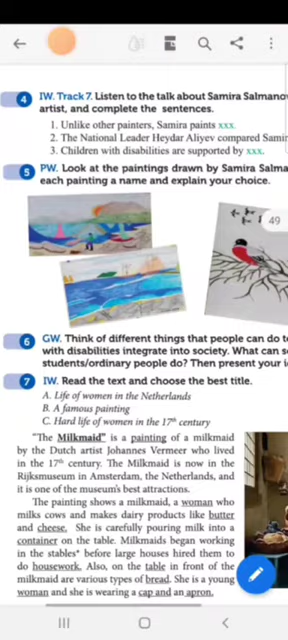 49
4 IW. Track 7. Listen to the talk about Samira Salmano
artist, and complete the sentences.
1. Unlike other painters, Samira paints xxx.
2. The National Leader Heydar Aliyev compared Samir
3. Children with disabilities are supported by xxx.
5 PW. Look at the paintings drawn by Samira Salma
each painting a name and explain your choice.
6 GW. Think of different things that people can do t
with disabilities integrate into society. What can s
students/ordinary people do? Then present your i
7 IW. Read the text and choose the best title.
A. Life of women in the Netherlands
B. A famous painting
C. Hard life of women in the 17th century
"The Milkmaid" is a painting of a milkmaid
by the Dutch artist Johannes Vermeer who lived
in the 17th century. The Milkmaid is now in the
Rijksmuseum in Amsterdam, the Netherlands, and
it is one of the museum's best attractions.
The painting shows a milkmaid, a woman who
milks cows and makes dairy products like butter
and cheese. She is carefully pouring milk into a
container on the table. Milkmaids began working
in the stables* before large houses hired them to
do housework. Also, on the table in front of the
milkmaid are various types of bread. She is a young
woman and she is wearing a cap and an apron.